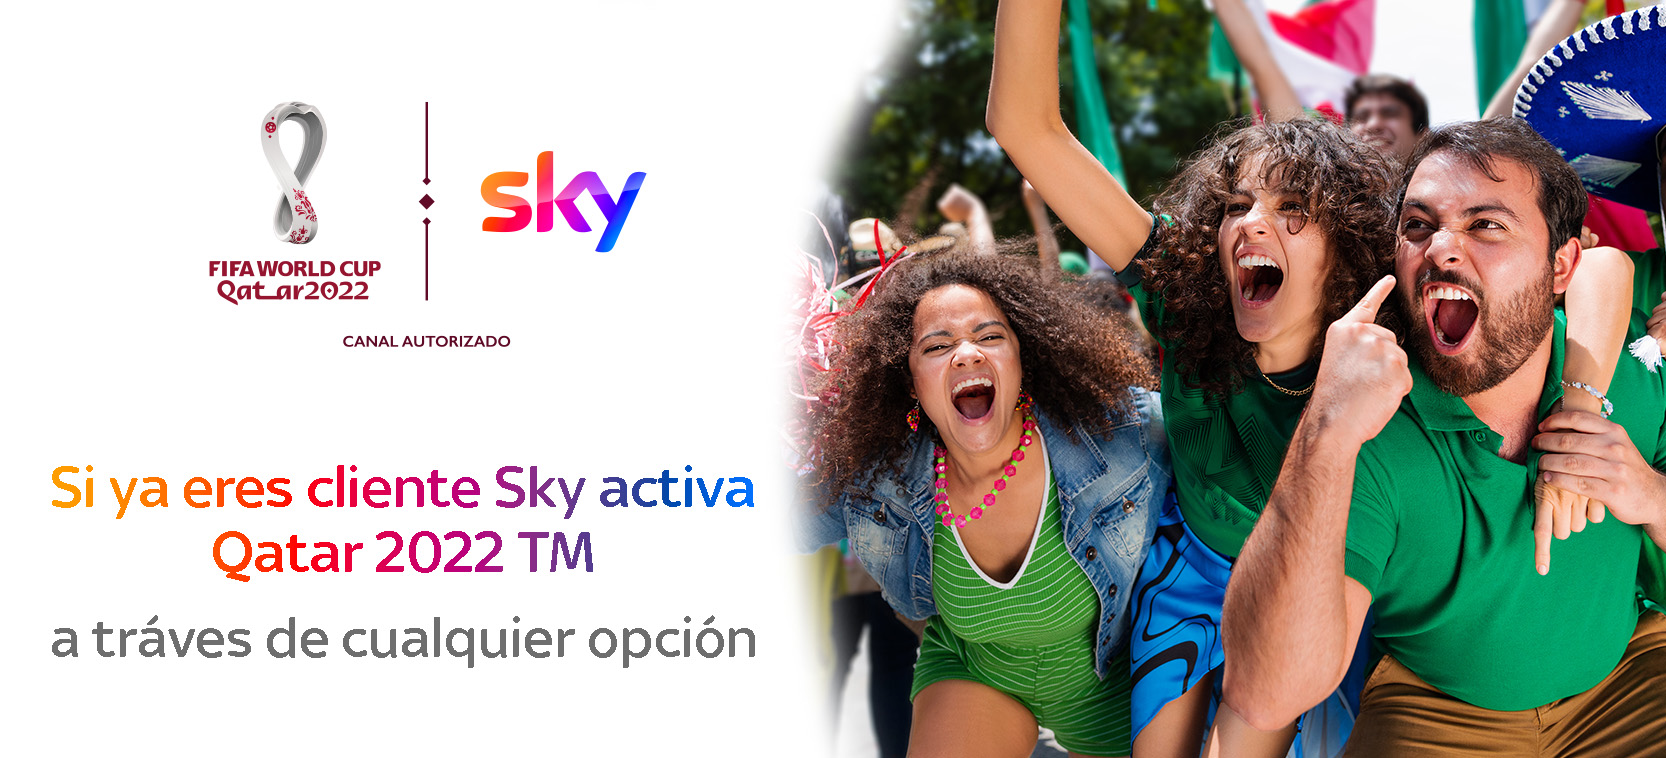 FIFA WORLD CUP
Qatar2022
sky
CANAL AUTORIZADO
Si ya eres cliente Sky activa
Qatar 2022 TM
a tráves de cualquier opción